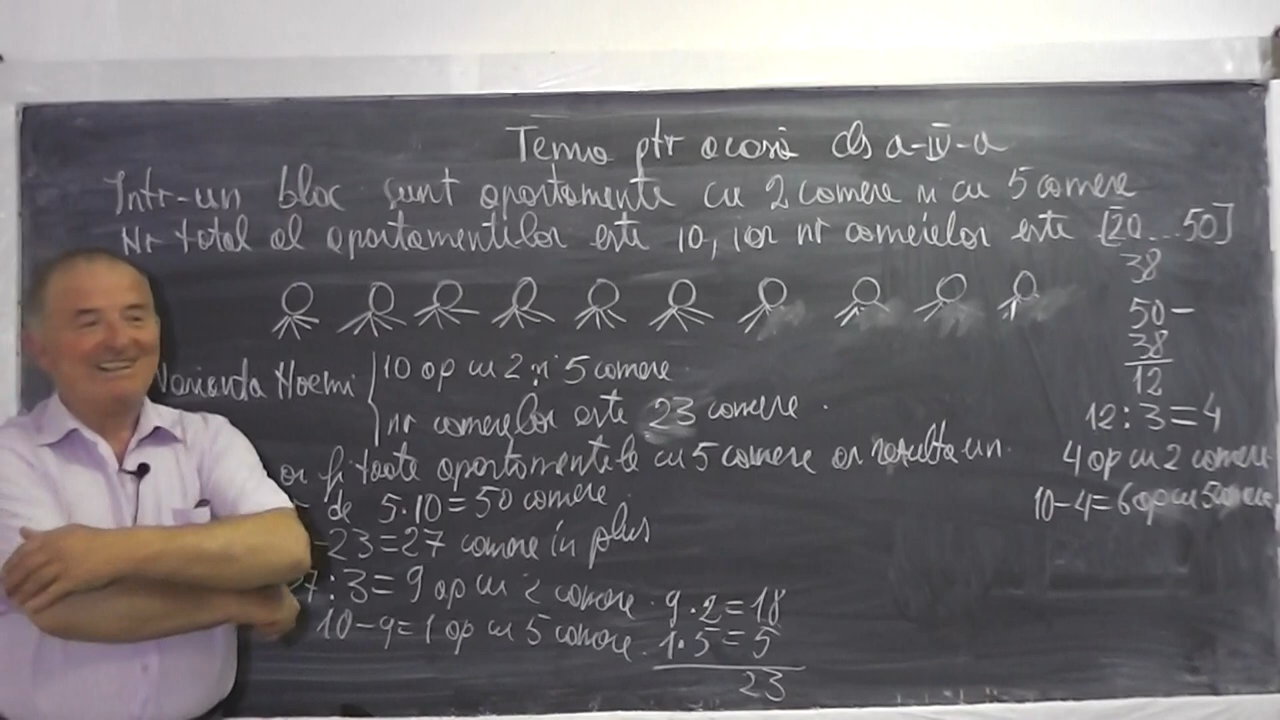 Tema ptr acasă cls a-IV-a
Intr-un bloc sunt apartamente cu 2 camere și cu 5 camere
Nr total al apartamentelor este 10, iar nr camerelor este [20...50]
38
50-
38
12
12:3=4
4 ap cu 2 camere
10-4=6 ap cu 5 camere
Varianta Noemi
10 ap cu 2 și 5 camere
nr camerelor este 23 camere.
ar fi toate apartamentele cu 5 camere ar rezulta un
de 5·10=50 camere
-23=27 camere în plus
27:3=9 ap cu 2 camere. 9·2=18
10-9=1 ap cu 5 camere. 1·5=5
23